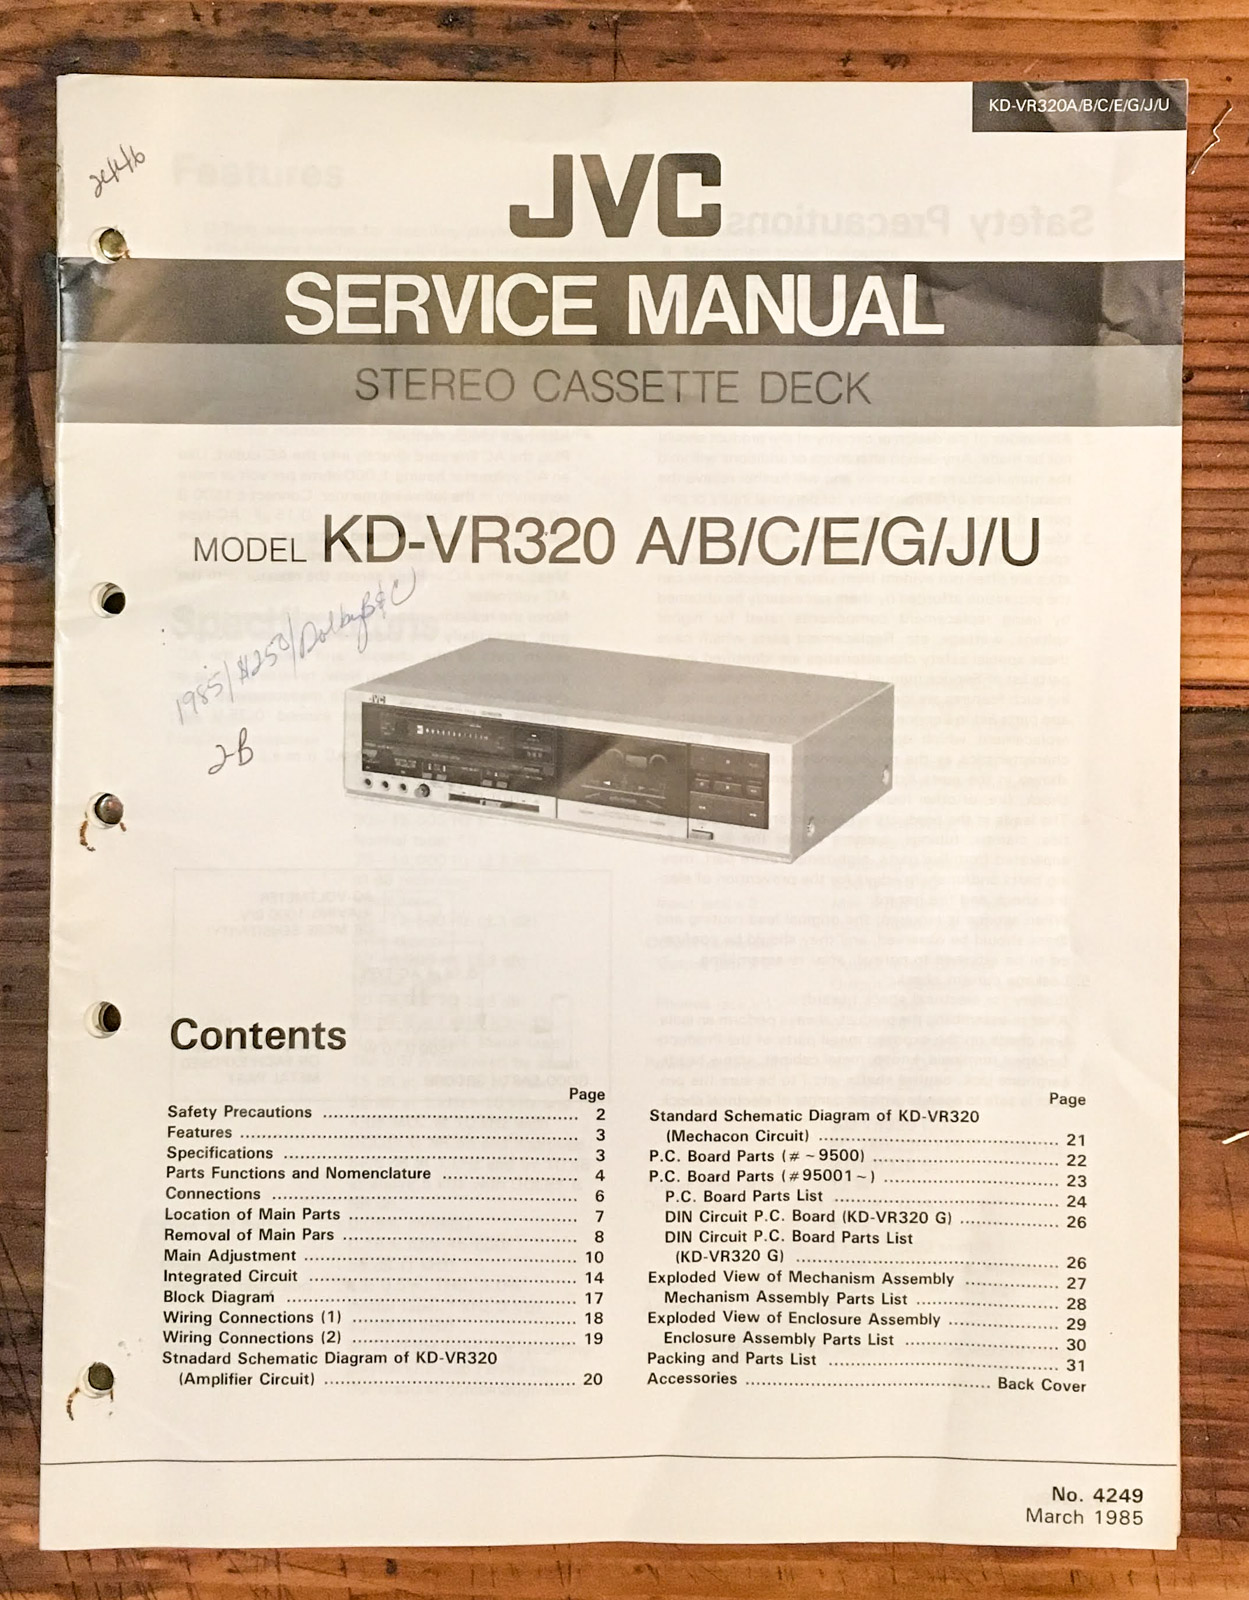 KD-VR320A/B/C/E/G/J/U
2446
JVC
SERVICE MANUAL
STEREO CASSETTE DECK
MODEL KD-VR320 A/B/C/E/G/J/U
1985/$250/Dolby B & C
2-B
JVC
Contents
Page
Safety Precautions 2
Features 3
Specifications 3
Parts Functions and Nomenclature 4
Connections 6
Location of Main Parts 7
Removal of Main Pars 8
Main Adjustment 10
Integrated Circuit 14
Block Diagram 17
Wiring Connections (1) 18
Wiring Connections (2) 19
Stnadard Schematic Diagram of KD-VR320
(Amplifier Circuit) 20
Page
Standard Schematic Diagram of KD-VR320
(Mechacon Circuit) 21
P.C. Board Parts (# ~ 9500) 22
P.C. Board Parts (# 95001 ~ ) 23
P.C. Board Parts List 24
DIN Circuit P.C. Board (KD-VR320 G) 26
DIN Circuit P.C. Board Parts List
(KD-VR320 G) 26
Exploded View of Mechanism Assembly 27
Mechanism Assembly Parts List 28
Exploded View of Enclosure Assembly 29
Enclosure Assembly Parts List 30
Packing and Parts List 31
Accessories Back Cover
No. 4249
March 1985